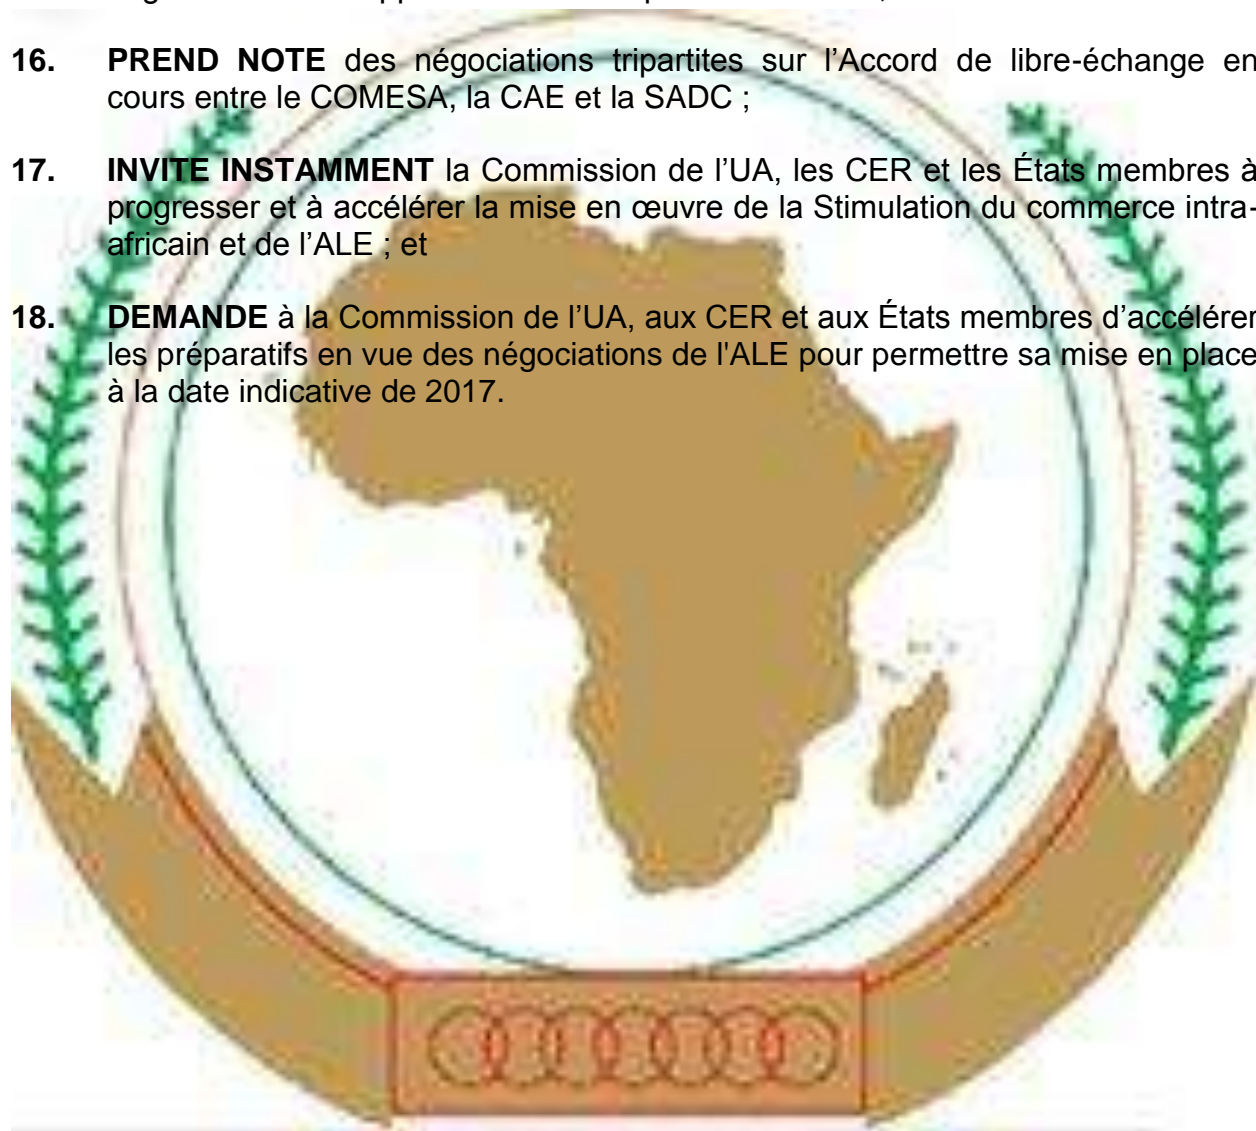 16. PREND NOTE des négociations tripartites sur l’Accord de libre-échange en
cours entre le COMESA, la CAE et la SADC ;
17. INVITE INSTAMMENT la Commission de l’UA, les CER et les États membres à
progresser et à accélérer la mise en œuvre de la Stimulation du commerce intra-
africain et de l’ALE ; et
18. DEMANDE à la Commission de l’UA, aux CER et aux États membres d’accélérer
les préparatifs en vue des négociations de l'ALE pour permettre sa mise en place
à la date indicative de 2017.